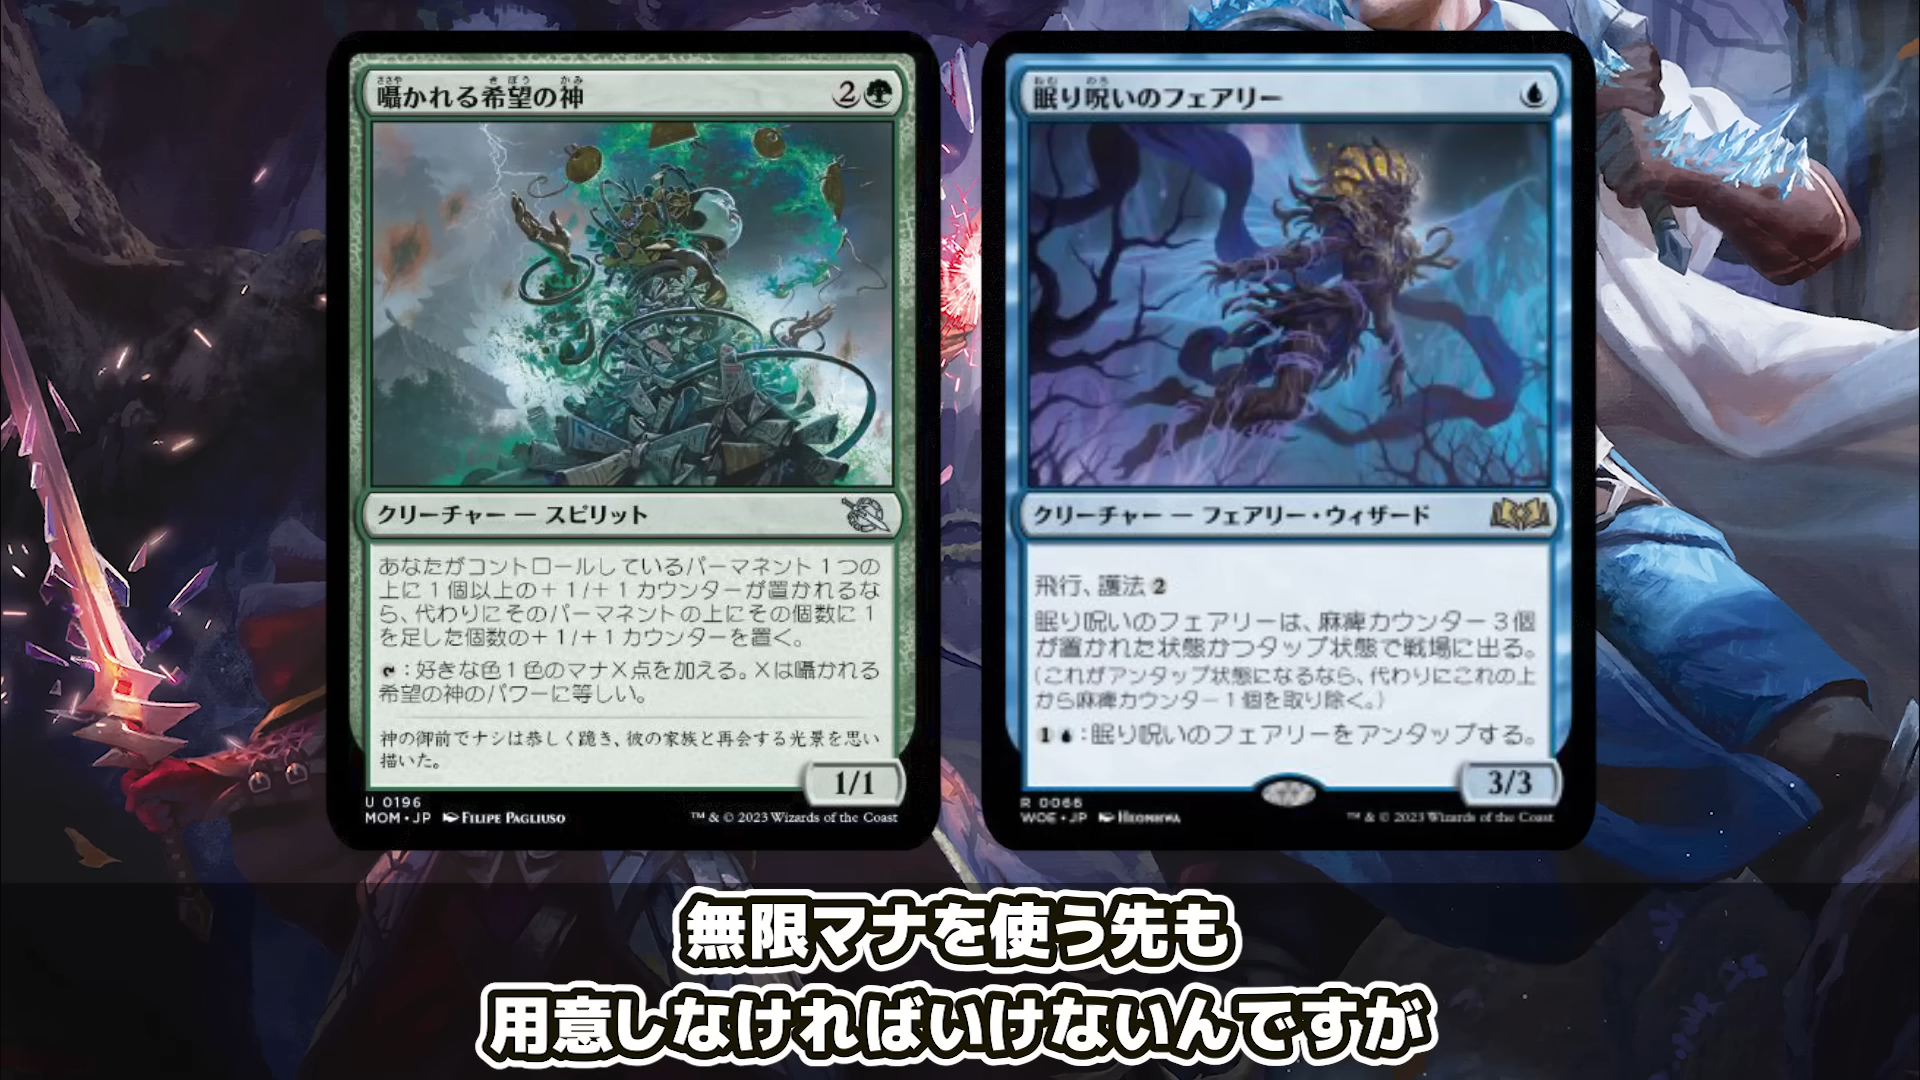 囁かれる希望の神
ささや きぼう かみ
2
クリーチャー — スピリット
あなたがコントロールしているパーマネント1つの
上に1個以上の+1/+1カウンターが置かれるな
ら、代わりにそのパーマネントの上にその個数に1
を足した個数の+1/+1カウンターを置く。
:好きな色1色のマナX点を加える。Xは囁かれる
希望の神のパワーに等しい。
神の御前でナシは恭しく跪き、彼の家族と再会する光景を思い
描いた。
1/1
U 0196
MOM・JP FILIPE PAGLIUSO
™ & © 2023 Wizards of the Coast
眠り呪いのフェアリー
ねむ のろ
クリーチャー — フェアリー・ウィザード
飛行、護法2
眠り呪いのフェアリーは、麻痺カウンター3個
が置かれた状態かつタップ状態で戦場に出る。
(これがアンタップ状態になるなら、代わりにこれの上
から麻痺カウンター1個を取り除く。)
1:眠り呪いのフェアリーをアンタップする。
3/3
R 0066
WOE・JP
™ & © 2023 Wizards of the Coast
無限マナを使う先も
用意しなければいけないんですが